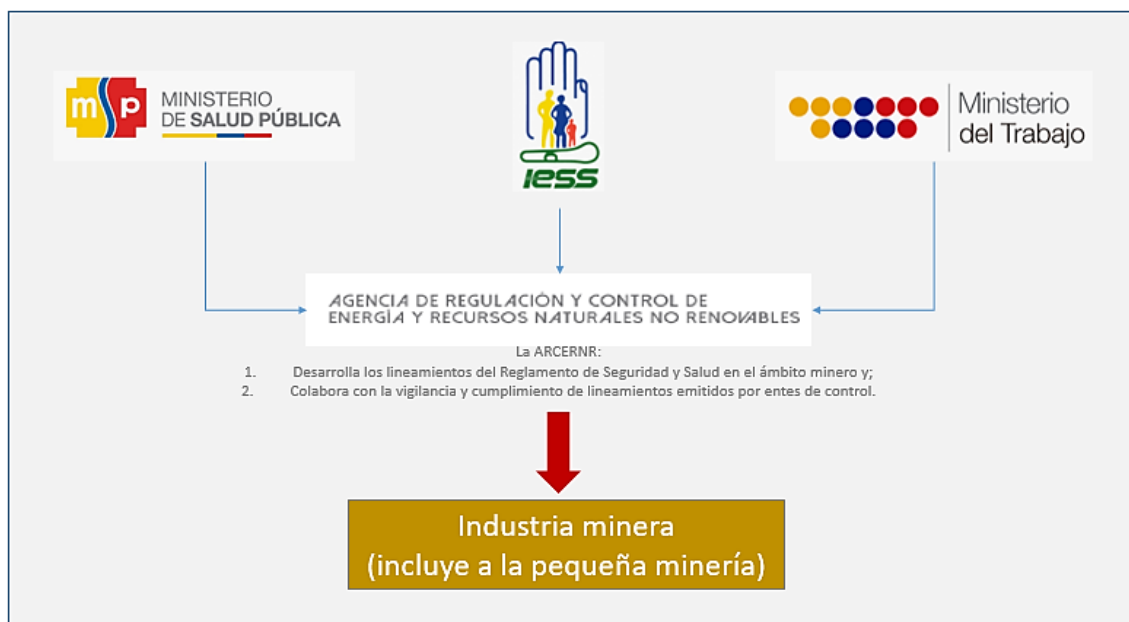 msp
MINISTERIO
DE SALUD PÚBLICA
IESS
Ministerio
del Trabajo
AGENCIA DE REGULACIÓN Y CONTROL DE
ENERGÍA Y RECURSOS NATURALES NO RENOVABLES
La ARCERNR:
1. Desarrolla los lineamientos del Reglamento de Seguridad y Salud en el ámbito minero y;
2. Colabora con la vigilancia y cumplimiento de lineamientos emitidos por entes de control.
Industria minera
(incluye a la pequeña minería)